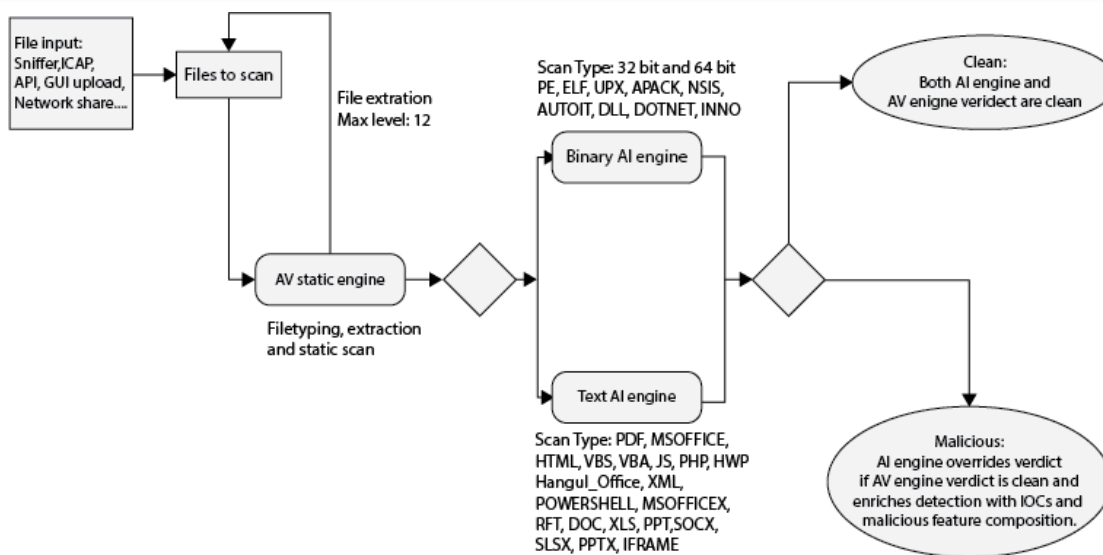 File input:
Sniffer,ICAP,
API, GUI upload,
Network share....
Files to scan
File extration
Max level: 12
AV static engine
Filetyping, extraction
and static scan
Scan Type: 32 bit and 64 bit
PE, ELF, UPX, APACK, NSIS,
AUTOIT, DLL, DOTNET, INNO
Binary AI engine
Text AI engine
Scan Type: PDF, MSOFFICE,
HTML, VBS, VBA, JS, PHP, HWP
Hangul_Office, XML,
POWERSHELL, MSOFFICEX,
RFT, DOC, XLS, PPT,SOCX,
SLSX, PPTX, IFRAME
Clean:
Both AI engine and
AV enigne veridect are clean
Malicious:
AI engine overrides verdict
if AV engine verdict is clean and
enriches detection with IOCs and
malicious feature composition.